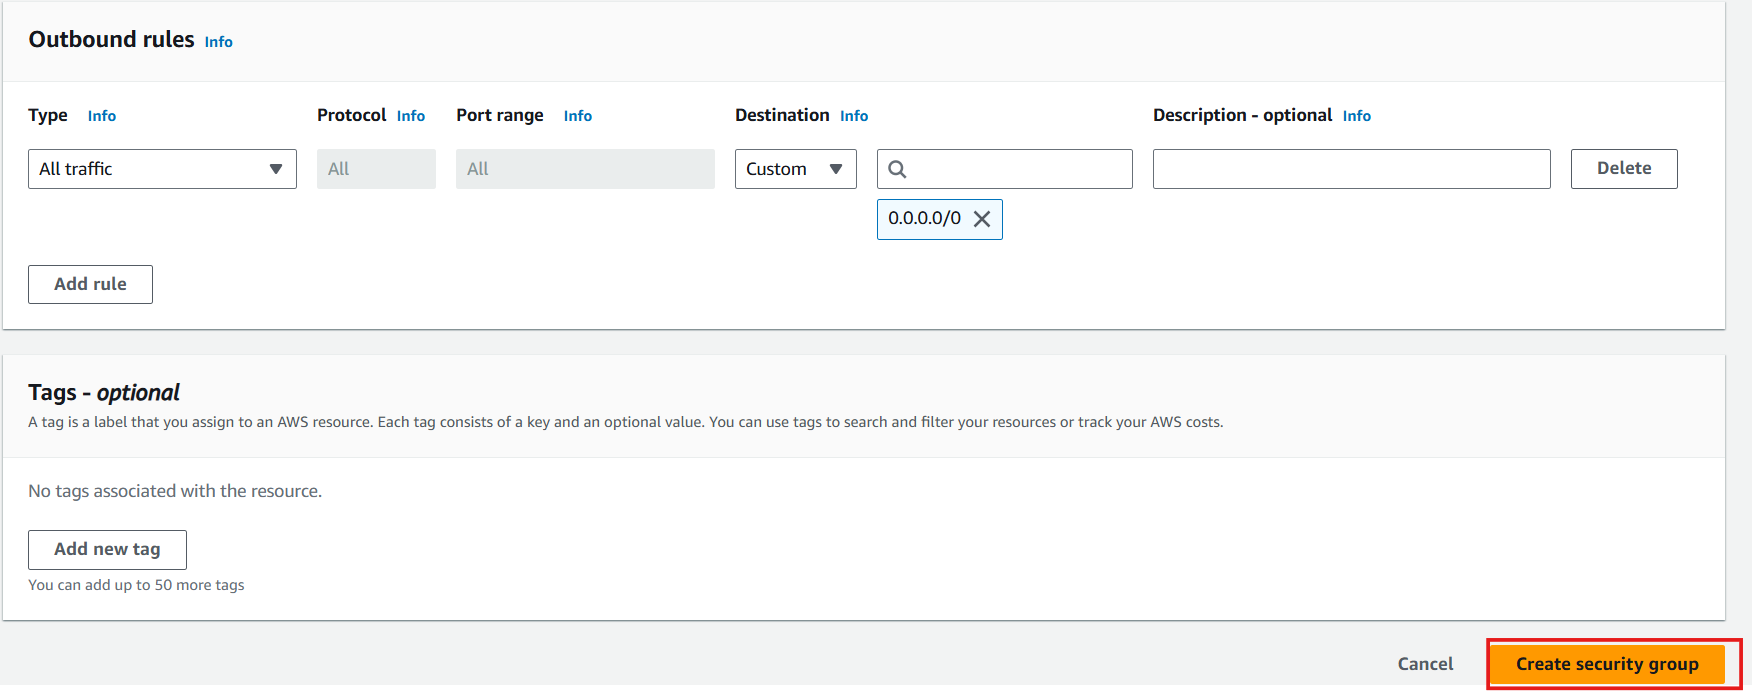 Outbound rules Info
Type Info Protocol Info Port range Info Destination Info Description - optional Info
All traffic All All Custom Delete
0.0.0.0/0
Add rule
Tags - optional
A tag is a label that you assign to an AWS resource. Each tag consists of a key and an optional value. You can use tags to search and filter your resources or track your AWS costs.
No tags associated with the resource.
Add new tag
You can add up to 50 more tags
Cancel Create security group